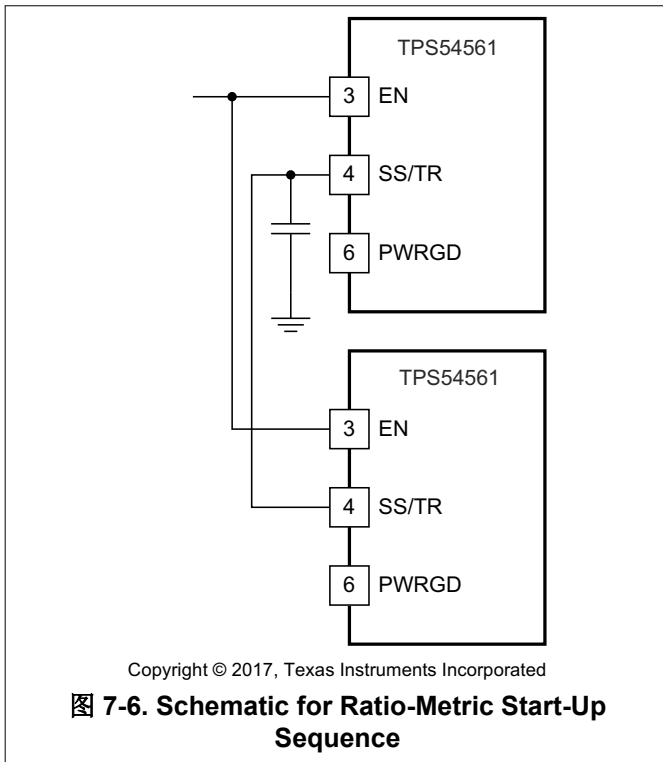 TPS54561
3 EN
4 SS/TR
6 PWRGD
TPS54561
3 EN
4 SS/TR
6 PWRGD
Copyright © 2017, Texas Instruments Incorporated
图 7-6. Schematic for Ratio-Metric Start-Up
Sequence